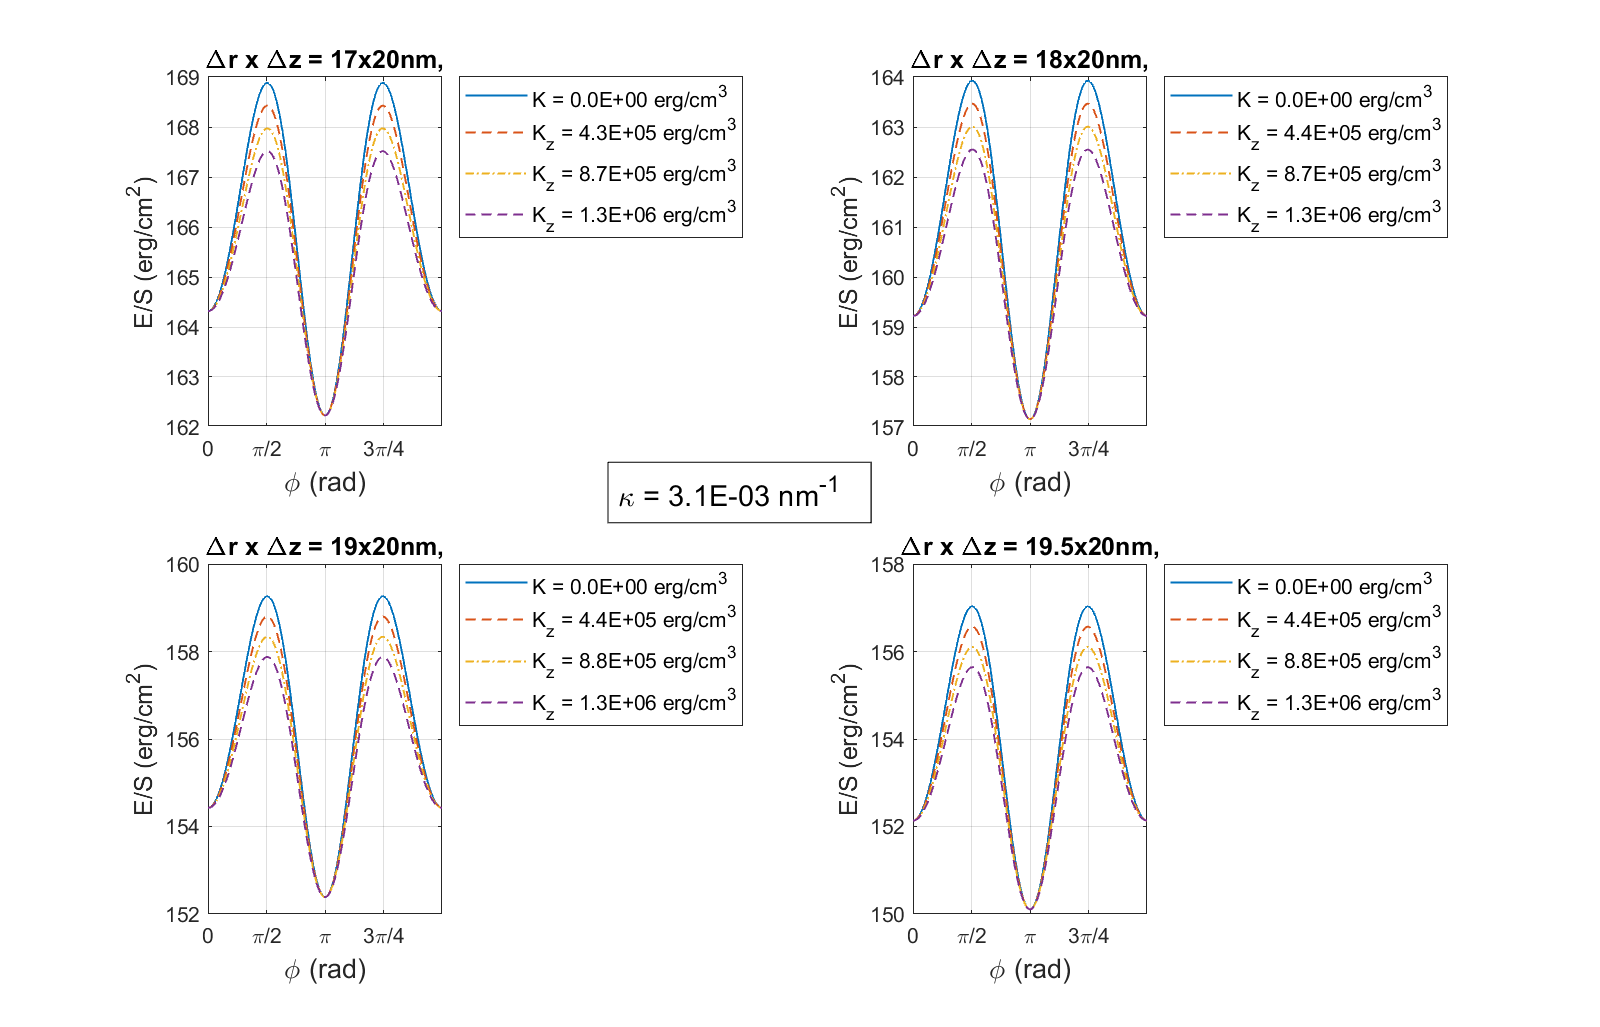 Δr x Δz = 17x20nm,
169
168
167
166
165
164
163
162
E/S (erg/cm2)
0 π/2 π 3π/4
ϕ (rad)
K = 0.0E+00 erg/cm3
Kz = 4.3E+05 erg/cm3
Kz = 8.7E+05 erg/cm3
Kz = 1.3E+06 erg/cm3
Δr x Δz = 18x20nm,
164
163
162
161
160
159
158
157
E/S (erg/cm2)
0 π/2 π 3π/4
ϕ (rad)
K = 0.0E+00 erg/cm3
Kz = 4.4E+05 erg/cm3
Kz = 8.7E+05 erg/cm3
Kz = 1.3E+06 erg/cm3
κ = 3.1E-03 nm-1
Δr x Δz = 19x20nm,
160
158
156
154
152
E/S (erg/cm2)
0 π/2 π 3π/4
ϕ (rad)
K = 0.0E+00 erg/cm3
Kz = 4.4E+05 erg/cm3
Kz = 8.8E+05 erg/cm3
Kz = 1.3E+06 erg/cm3
Δr x Δz = 19.5x20nm,
158
156
154
152
150
E/S (erg/cm2)
0 π/2 π 3π/4
ϕ (rad)
K = 0.0E+00 erg/cm3
Kz = 4.4E+05 erg/cm3
Kz = 8.8E+05 erg/cm3
Kz = 1.3E+06 erg/cm3